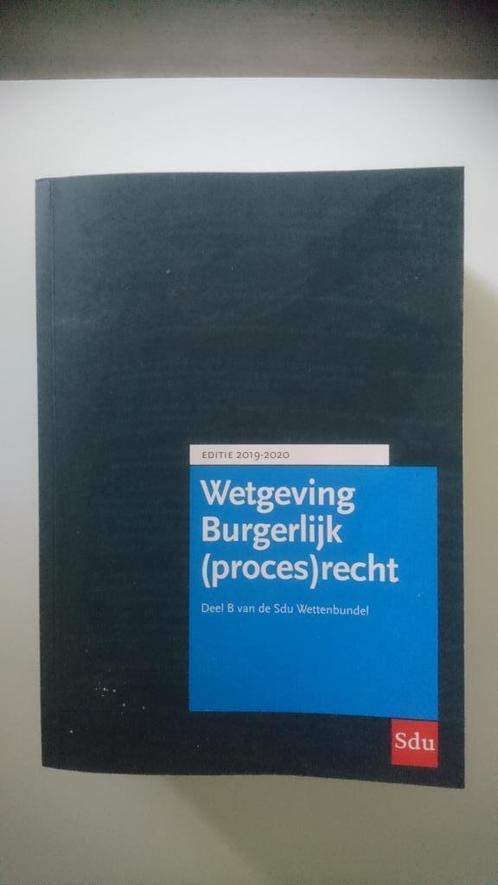 EDITIE 2019-2020
Wetgeving
Burgerlijk
(proces)recht
Deel B van de Sdu Wettenbundel
Sdu